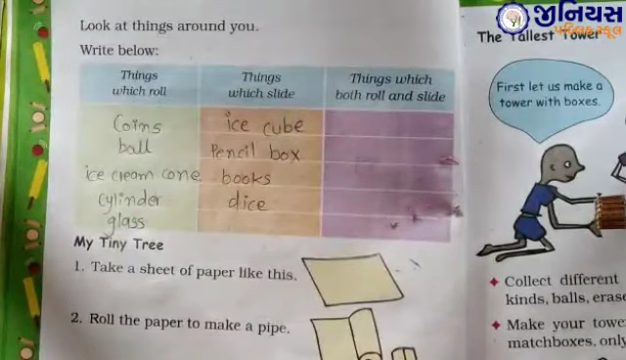 Look at things around you.
Write below:
Things which roll
Things which slide
Things which both roll and slide
Coins
ice cube
ball
Pencil box
ice cream cone
books
cylinder
dice
glass
My Tiny Tree
1. Take a sheet of paper like this.
2. Roll the paper to make a pipe.
જીનિયસ
પબ્લિક સ્કૂલ
The Tallest Tower
First let us make a
tower with boxes.
Collect different
kinds, balls,
Make your
matchboxes, only